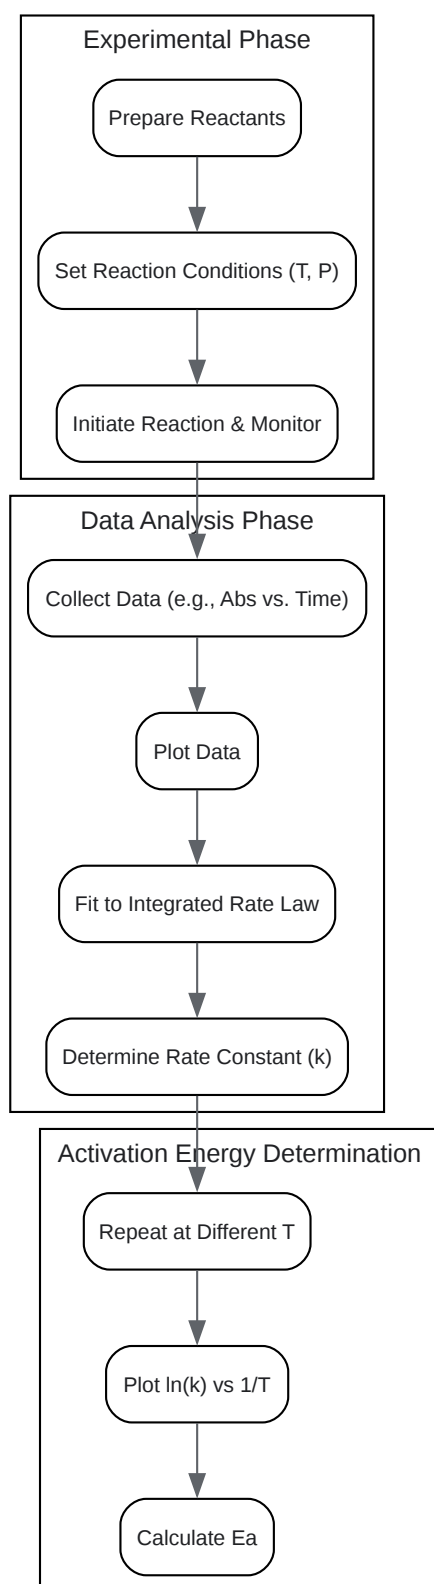 Experimental Phase
Prepare Reactants
Set Reaction Conditions (T, P)
Initiate Reaction & Monitor
Data Analysis Phase
Collect Data (e.g., Abs vs. Time)
Plot Data
Fit to Integrated Rate Law
Determine Rate Constant (k)
Activation Energy Determination
Repeat at Different T
Plot ln(k) vs 1/T
Calculate Ea